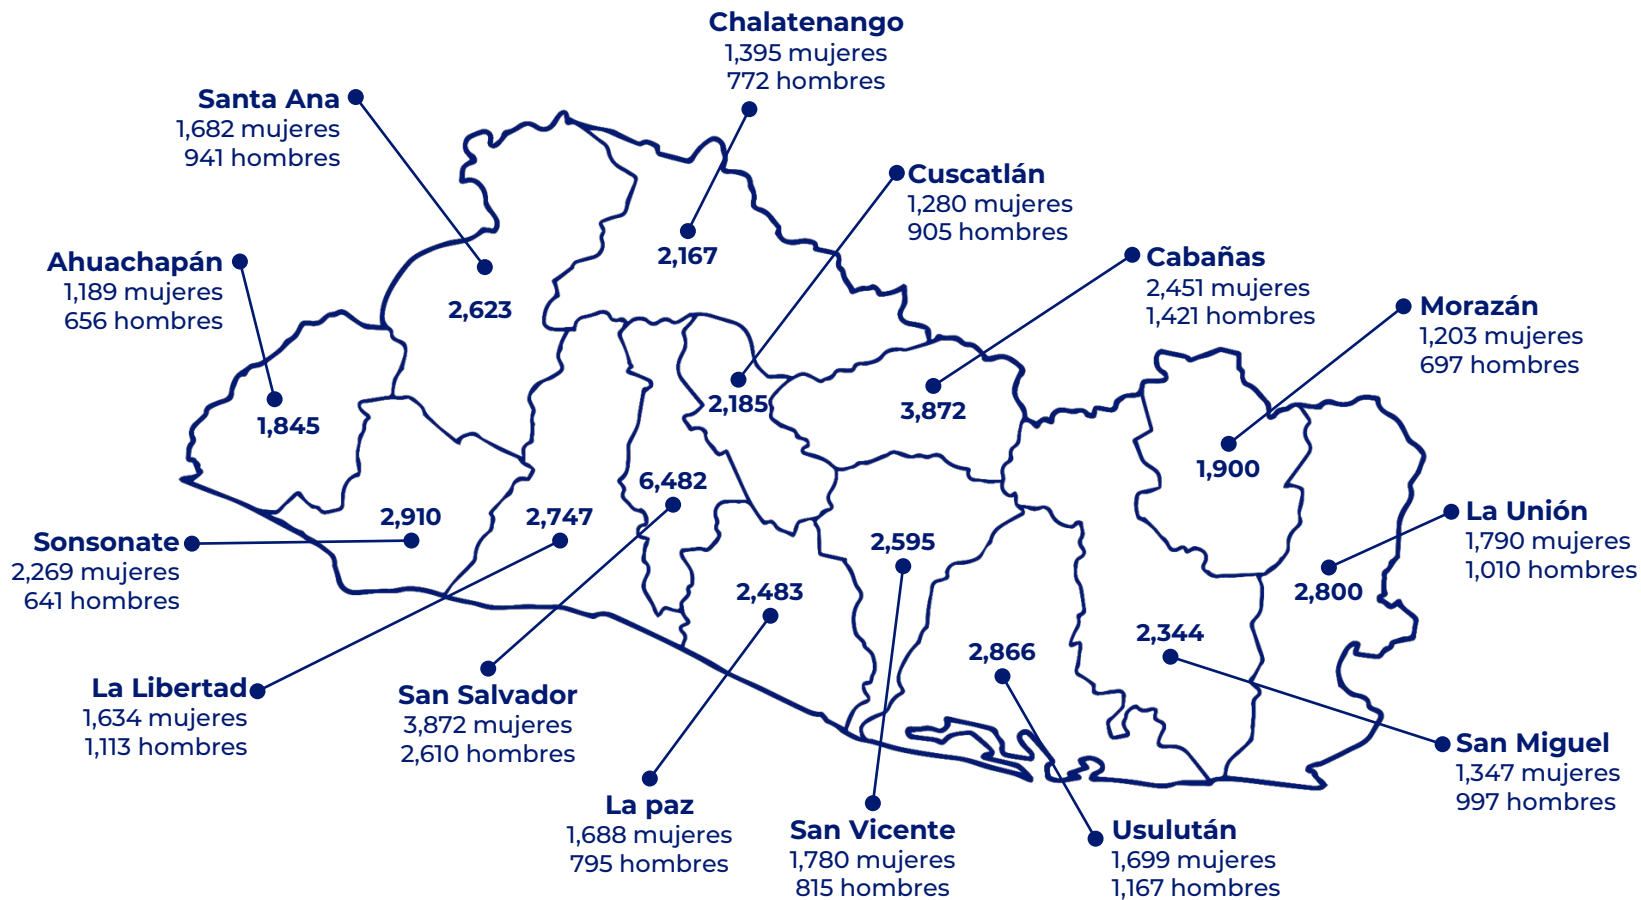 Chalatenango
1,395 mujeres
772 hombres
Santa Ana
1,682 mujeres
941 hombres
Cuscatlán
1,280 mujeres
905 hombres
Ahuachapán
1,189 mujeres
656 hombres
2,167
Cabañas
2,451 mujeres
1,421 hombres
2,623
Morazán
1,203 mujeres
697 hombres
1,845
2,185
3,872
1,900
6,482
2,910
2,747
2,595
La Unión
1,790 mujeres
1,010 hombres
Sonsonate
2,269 mujeres
641 hombres
2,483
2,800
2,344
2,866
La Libertad
1,634 mujeres
1,113 hombres
San Salvador
3,872 mujeres
2,610 hombres
San Miguel
1,347 mujeres
997 hombres
La paz
1,688 mujeres
795 hombres
San Vicente
1,780 mujeres
815 hombres
Usulután
1,699 mujeres
1,167 hombres